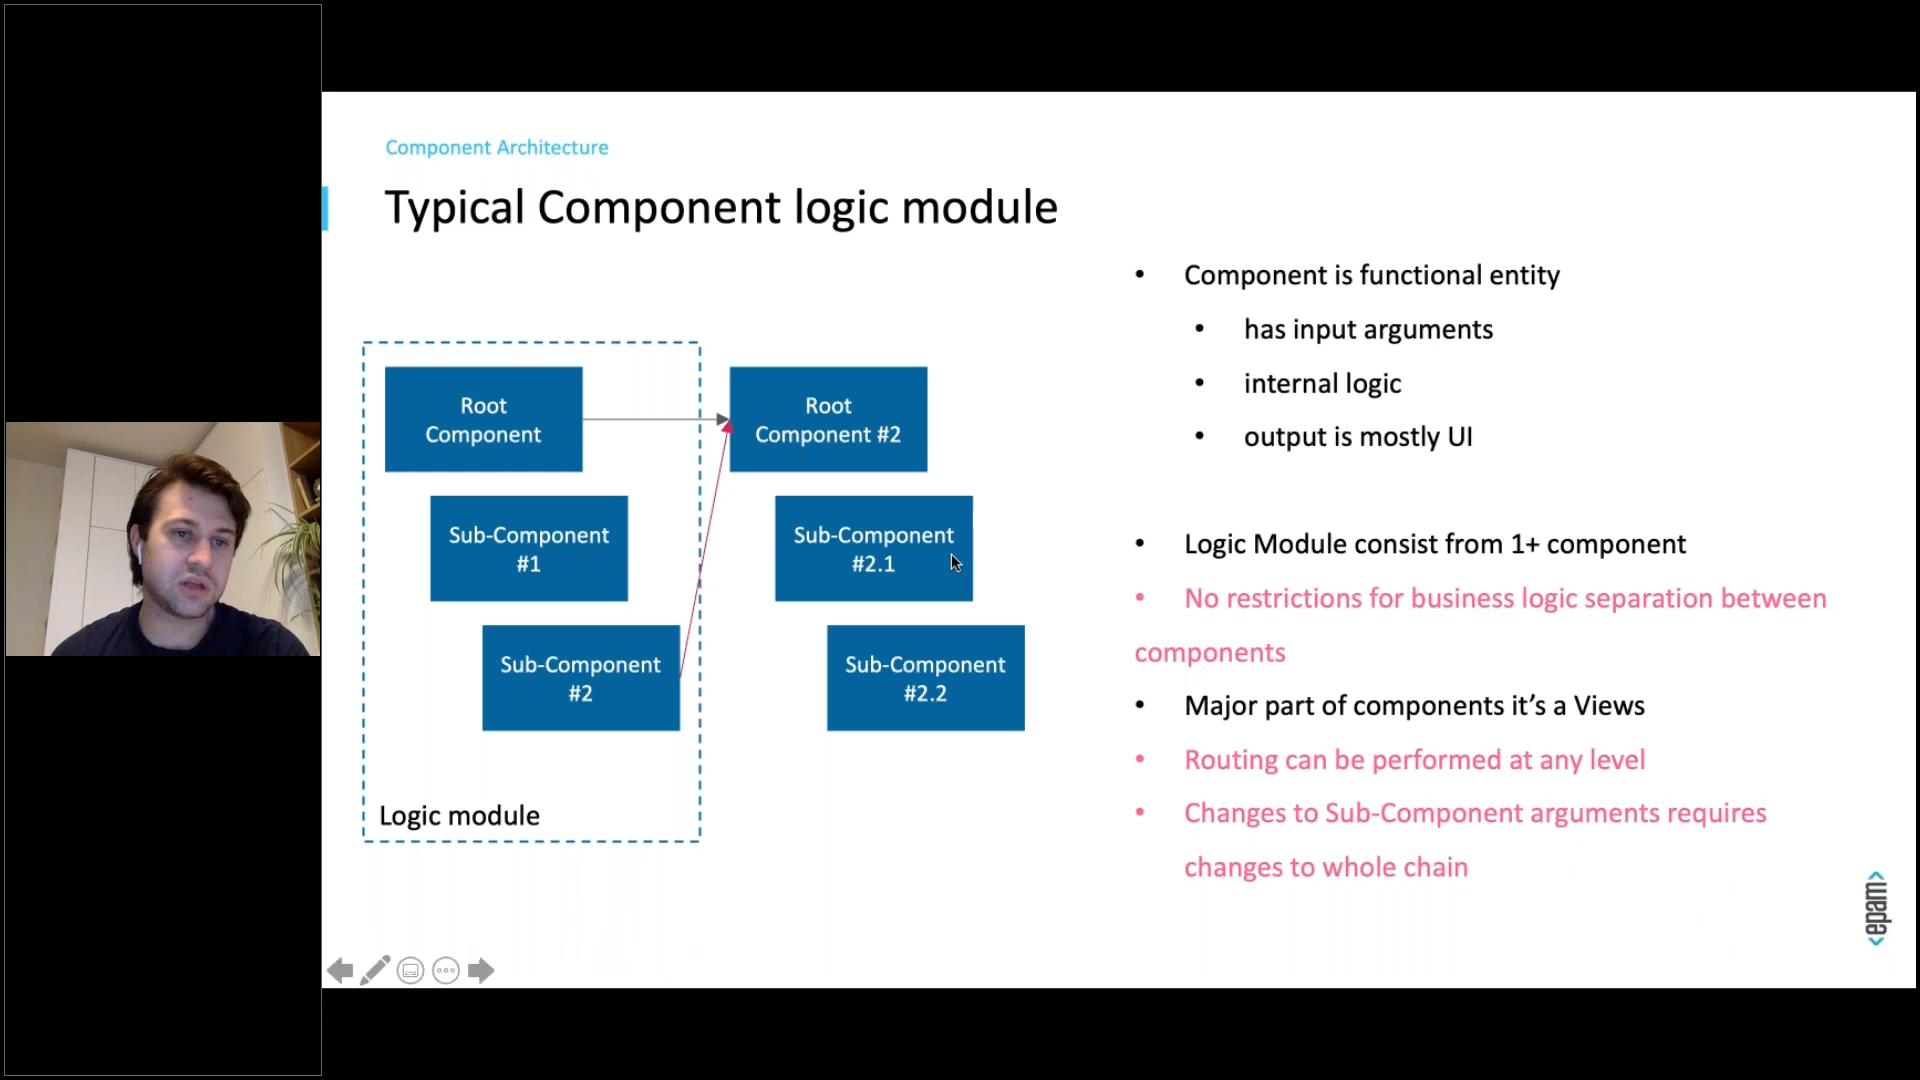 Component Architecture
Typical Component logic module
Root
Component
Root
Component #2
Sub-Component
#1
Sub-Component
#2.1
Sub-Component
#2
Sub-Component
#2.2
Logic module
• Component is functional entity
• has input arguments
• internal logic
• output is mostly UI
• Logic Module consist from 1+ component
• No restrictions for business logic separation between
components
• Major part of components it’s a Views
• Routing can be performed at any level
• Changes to Sub-Component arguments requires
changes to whole chain
<epam>